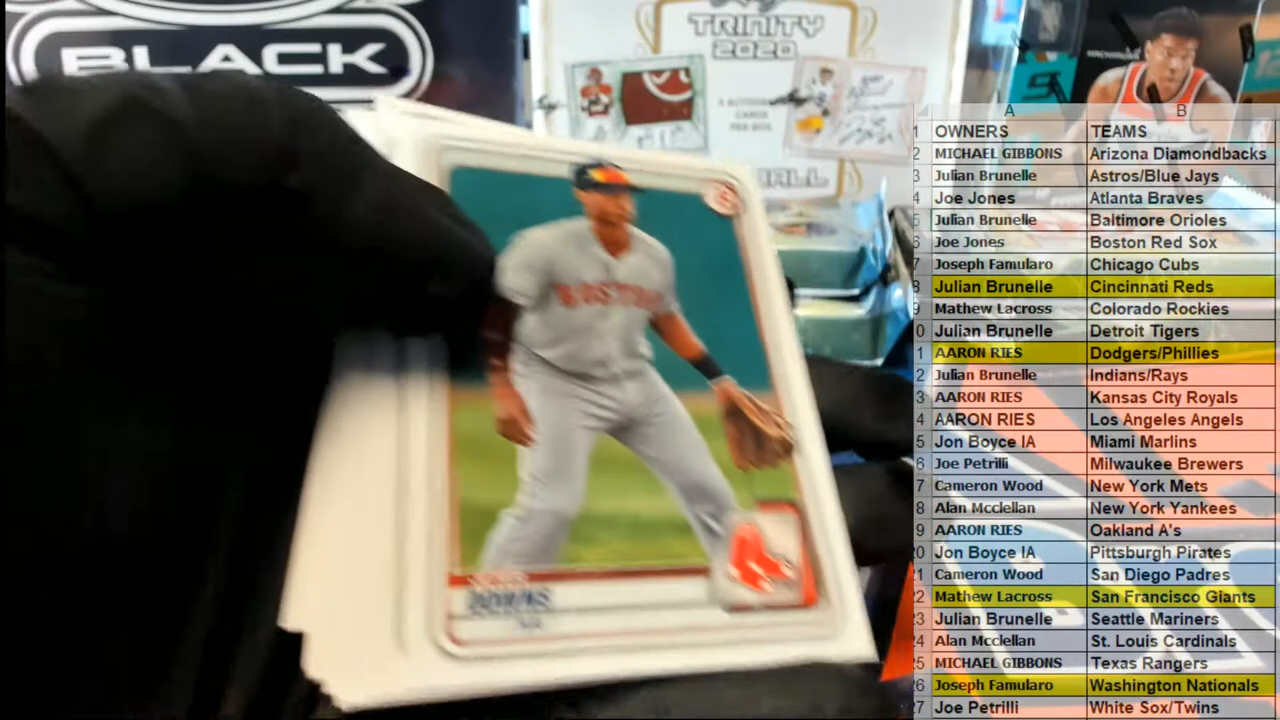 BLACK
TRINITY
2020
BOSTON
DOWNS
A B
1 OWNERS TEAMS
2 MICHAEL GIBBONS Arizona Diamondbacks
3 Julian Brunelle Astros/Blue Jays
4 Joe Jones Atlanta Braves
5 Julian Brunelle Baltimore Orioles
6 Joe Jones Boston Red Sox
7 Joseph Famularo Chicago Cubs
8 Julian Brunelle Cincinnati Reds
9 Mathew Lacross Colorado Rockies
0 Julian Brunelle Detroit Tigers
1 AARON RIES Dodgers/Phillies
2 Julian Brunelle Indians/Rays
3 AARON RIES Kansas City Royals
4 AARON RIES Los Angeles Angels
5 Jon Boyce IA Miami Marlins
6 Joe Petrilli Milwaukee Brewers
7 Cameron Wood New York Mets
8 Alan Mcclellan New York Yankees
9 AARON RIES Oakland A's
20 Jon Boyce IA Pittsburgh Pirates
21 Cameron Wood San Diego Padres
22 Mathew Lacross San Francisco Giants
23 Julian Brunelle Seattle Mariners
24 Alan Mcclellan St. Louis Cardinals
25 MICHAEL GIBBONS Texas Rangers
26 Joseph Famularo Washington Nationals
27 Joe Petrilli White Sox/Twins